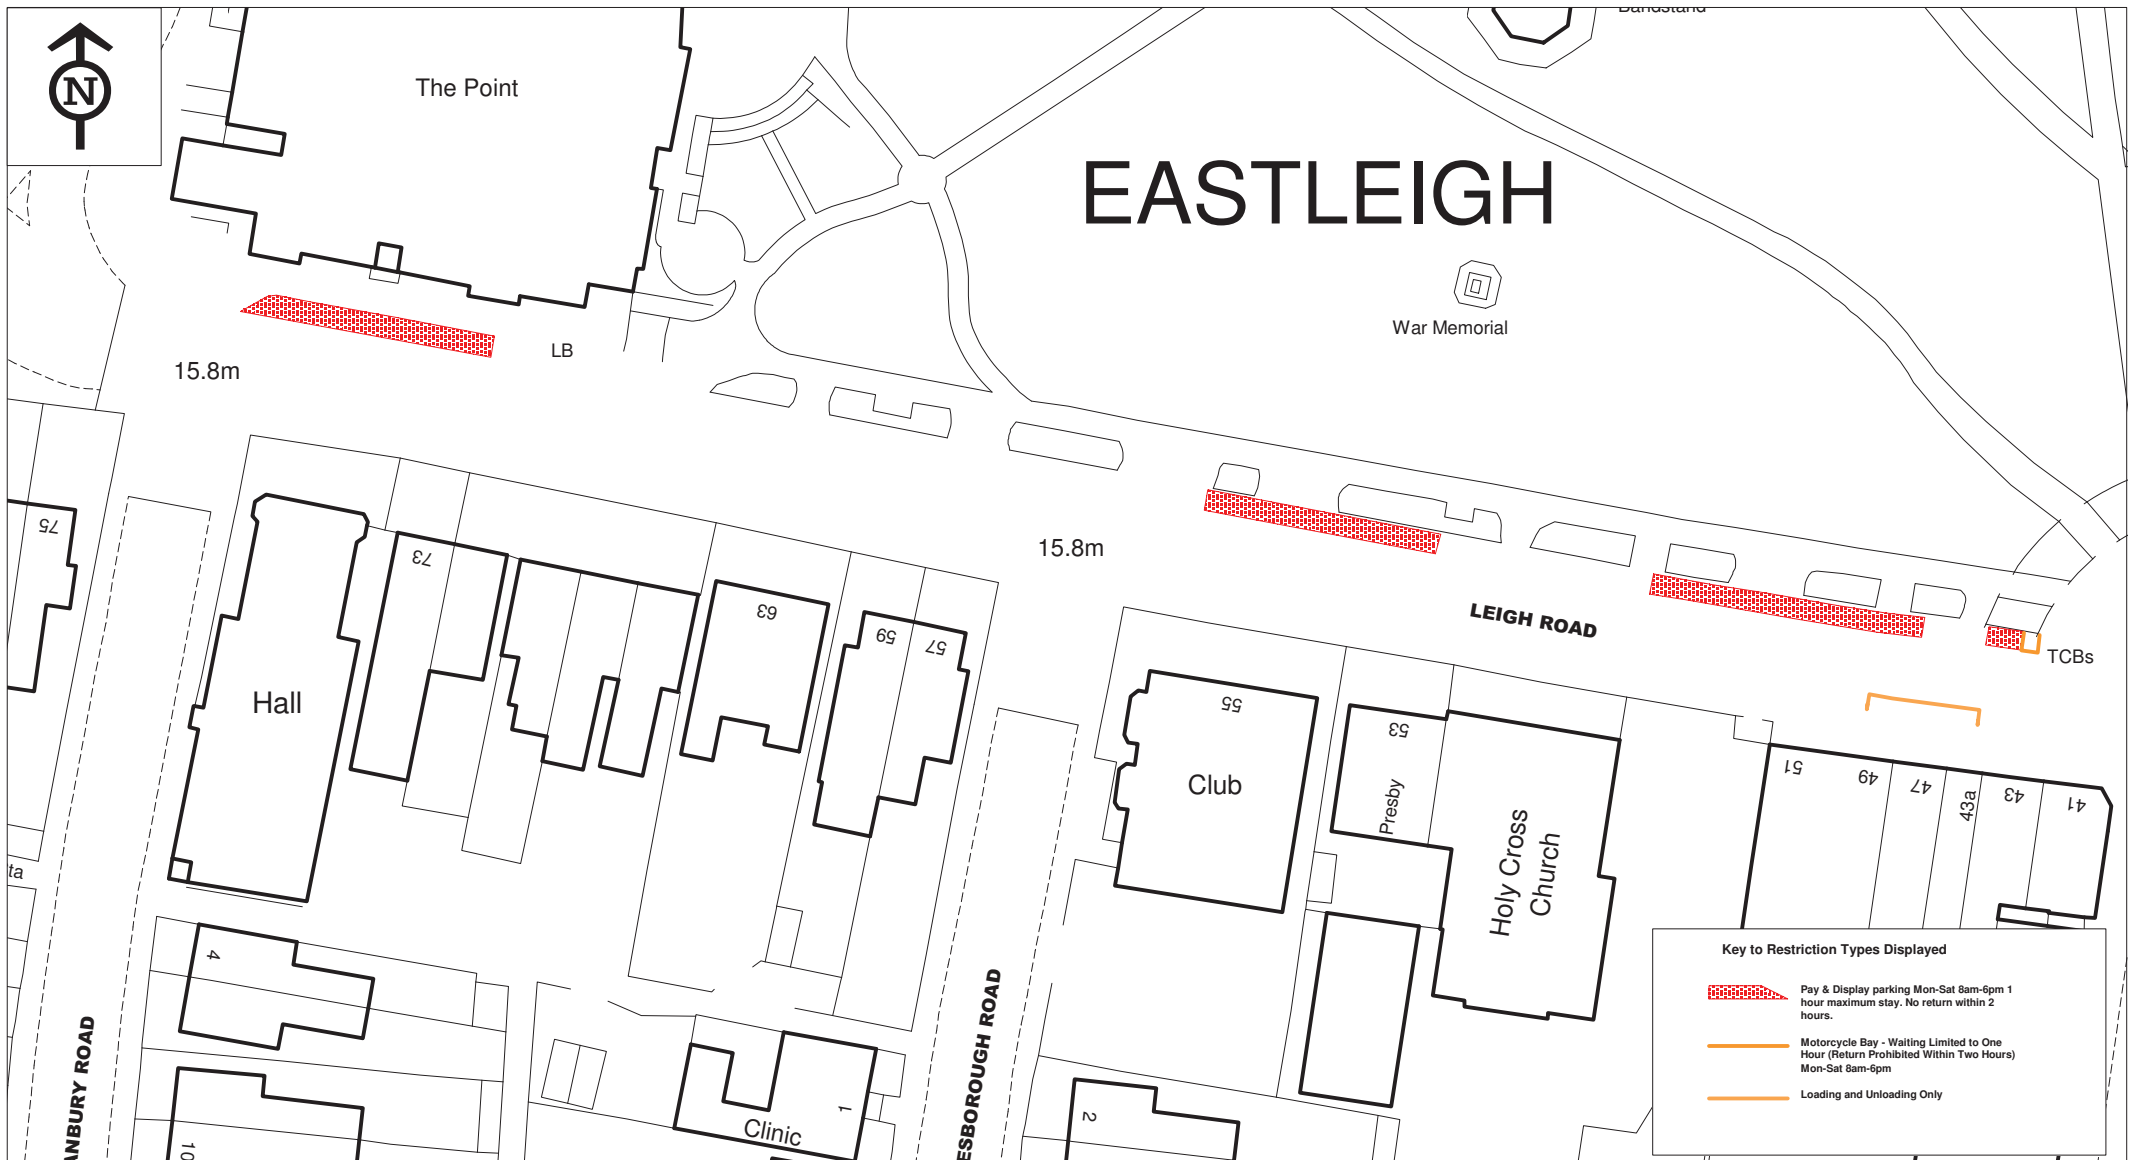 Bandstand
N
The Point
EASTLEIGH
War Memorial
LB
15.8m
15.8m
LEIGH ROAD
TCBs
75
73
63
59
57
55
53
51
49
47
43a
43
41
Hall
Club
Presby
Holy Cross
Church
ta
4
ANBURY ROAD
10
Clinic
1
ESBOROUGH ROAD
2
Key to Restriction Types Displayed
Pay & Display parking Mon-Sat 8am-6pm 1
hour maximum stay. No return within 2
hours.
Motorcycle Bay - Waiting Limited to One
Hour (Return Prohibited Within Two Hours)
Mon-Sat 8am-6pm
Loading and Unloading Only